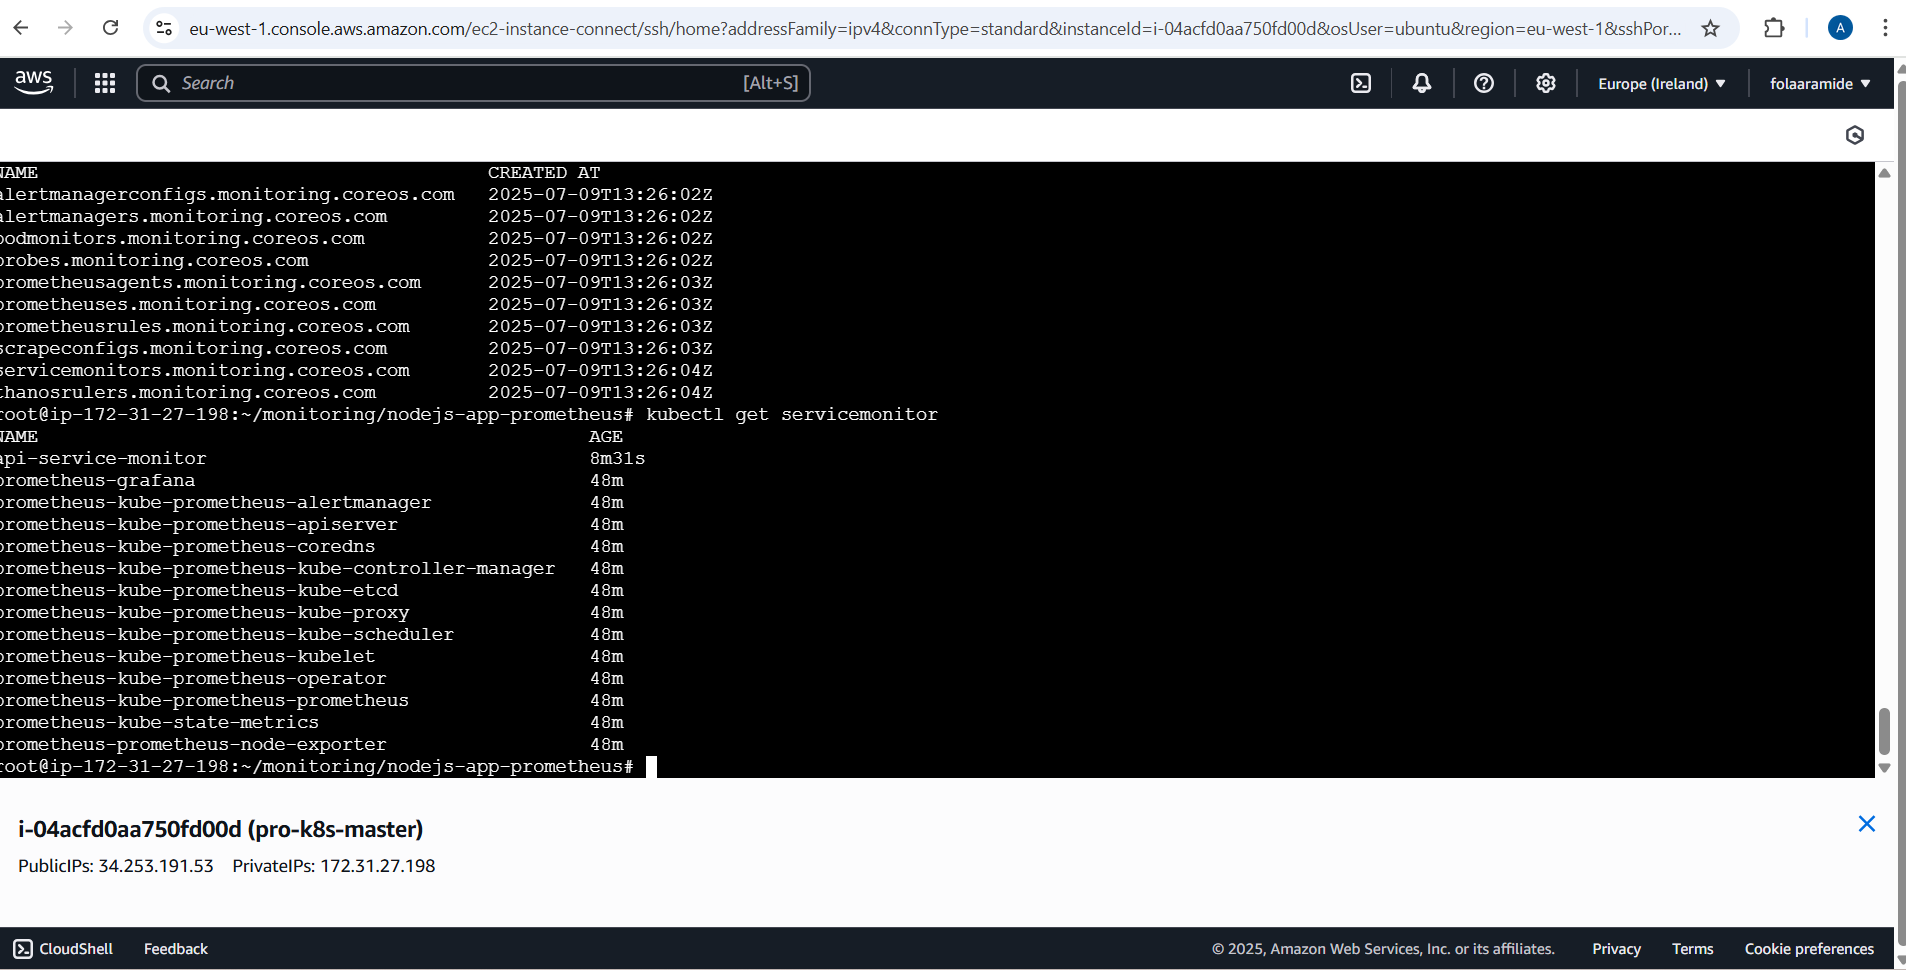 eu-west-1.console.aws.amazon.com/ec2-instance-connect/ssh/home?addressFamily=ipv4&connType=standard&instanceId=i-04acfd0aa750fd00d&osUser=ubuntu&region=eu-west-1&sshPor...
A
aws
Search [Alt+S]
Europe (Ireland) folaaramide
NAME CREATED AT
alertmanagerconfigs.monitoring.coreos.com 2025-07-09T13:26:02Z
alertmanagers.monitoring.coreos.com 2025-07-09T13:26:02Z
podmonitors.monitoring.coreos.com 2025-07-09T13:26:02Z
probes.monitoring.coreos.com 2025-07-09T13:26:02Z
prometheusagents.monitoring.coreos.com 2025-07-09T13:26:03Z
prometheuses.monitoring.coreos.com 2025-07-09T13:26:03Z
prometheusrules.monitoring.coreos.com 2025-07-09T13:26:03Z
scrapeconfigs.monitoring.coreos.com 2025-07-09T13:26:03Z
servicemonitors.monitoring.coreos.com 2025-07-09T13:26:04Z
thanosrulers.monitoring.coreos.com 2025-07-09T13:26:04Z
root@ip-172-31-27-198:~/monitoring/nodejs-app-prometheus# kubectl get servicemonitor
NAME AGE
api-service-monitor 8m31s
prometheus-grafana 48m
prometheus-kube-prometheus-alertmanager 48m
prometheus-kube-prometheus-apiserver 48m
prometheus-kube-prometheus-coredns 48m
prometheus-kube-prometheus-kube-controller-manager 48m
prometheus-kube-prometheus-kube-etcd 48m
prometheus-kube-prometheus-kube-proxy 48m
prometheus-kube-prometheus-kube-scheduler 48m
prometheus-kube-prometheus-kubelet 48m
prometheus-kube-prometheus-operator 48m
prometheus-kube-prometheus-prometheus 48m
prometheus-kube-state-metrics 48m
prometheus-prometheus-node-exporter 48m
root@ip-172-31-27-198:~/monitoring/nodejs-app-prometheus#
i-04acfd0aa750fd00d (pro-k8s-master)
PublicIPs: 34.253.191.53 PrivateIPs: 172.31.27.198
CloudShell Feedback © 2025, Amazon Web Services, Inc. or its affiliates. Privacy Terms Cookie preferences